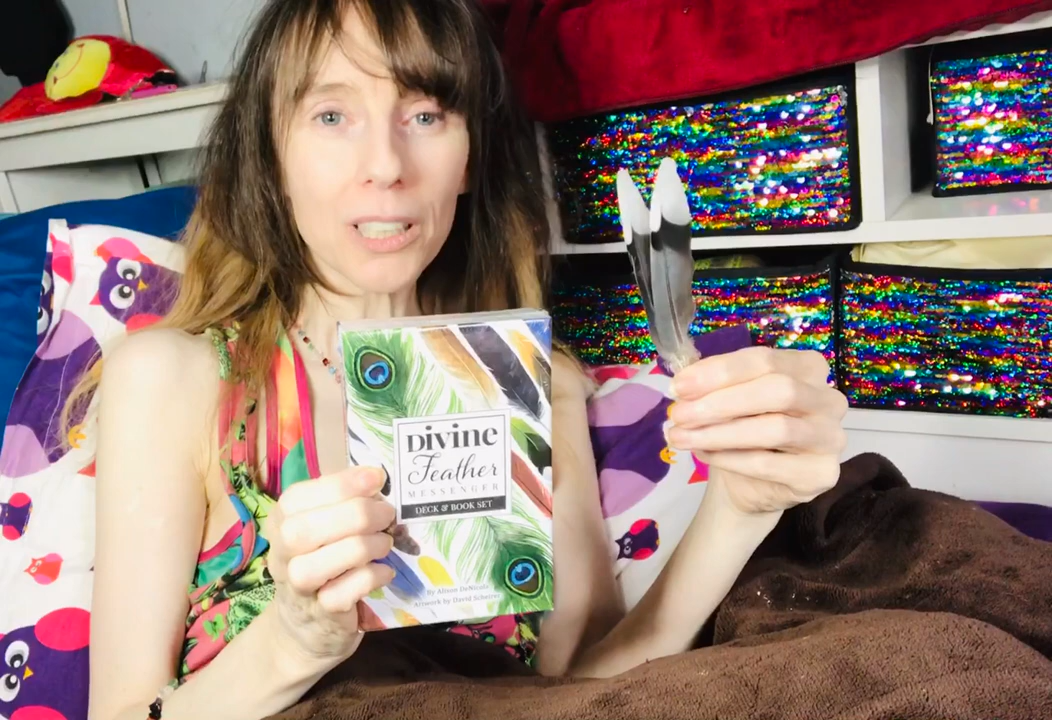 Divine
Feather
MESSENGER
DECK & BOOK SET
By Alison DeNicola
Artwork by David Scheirer